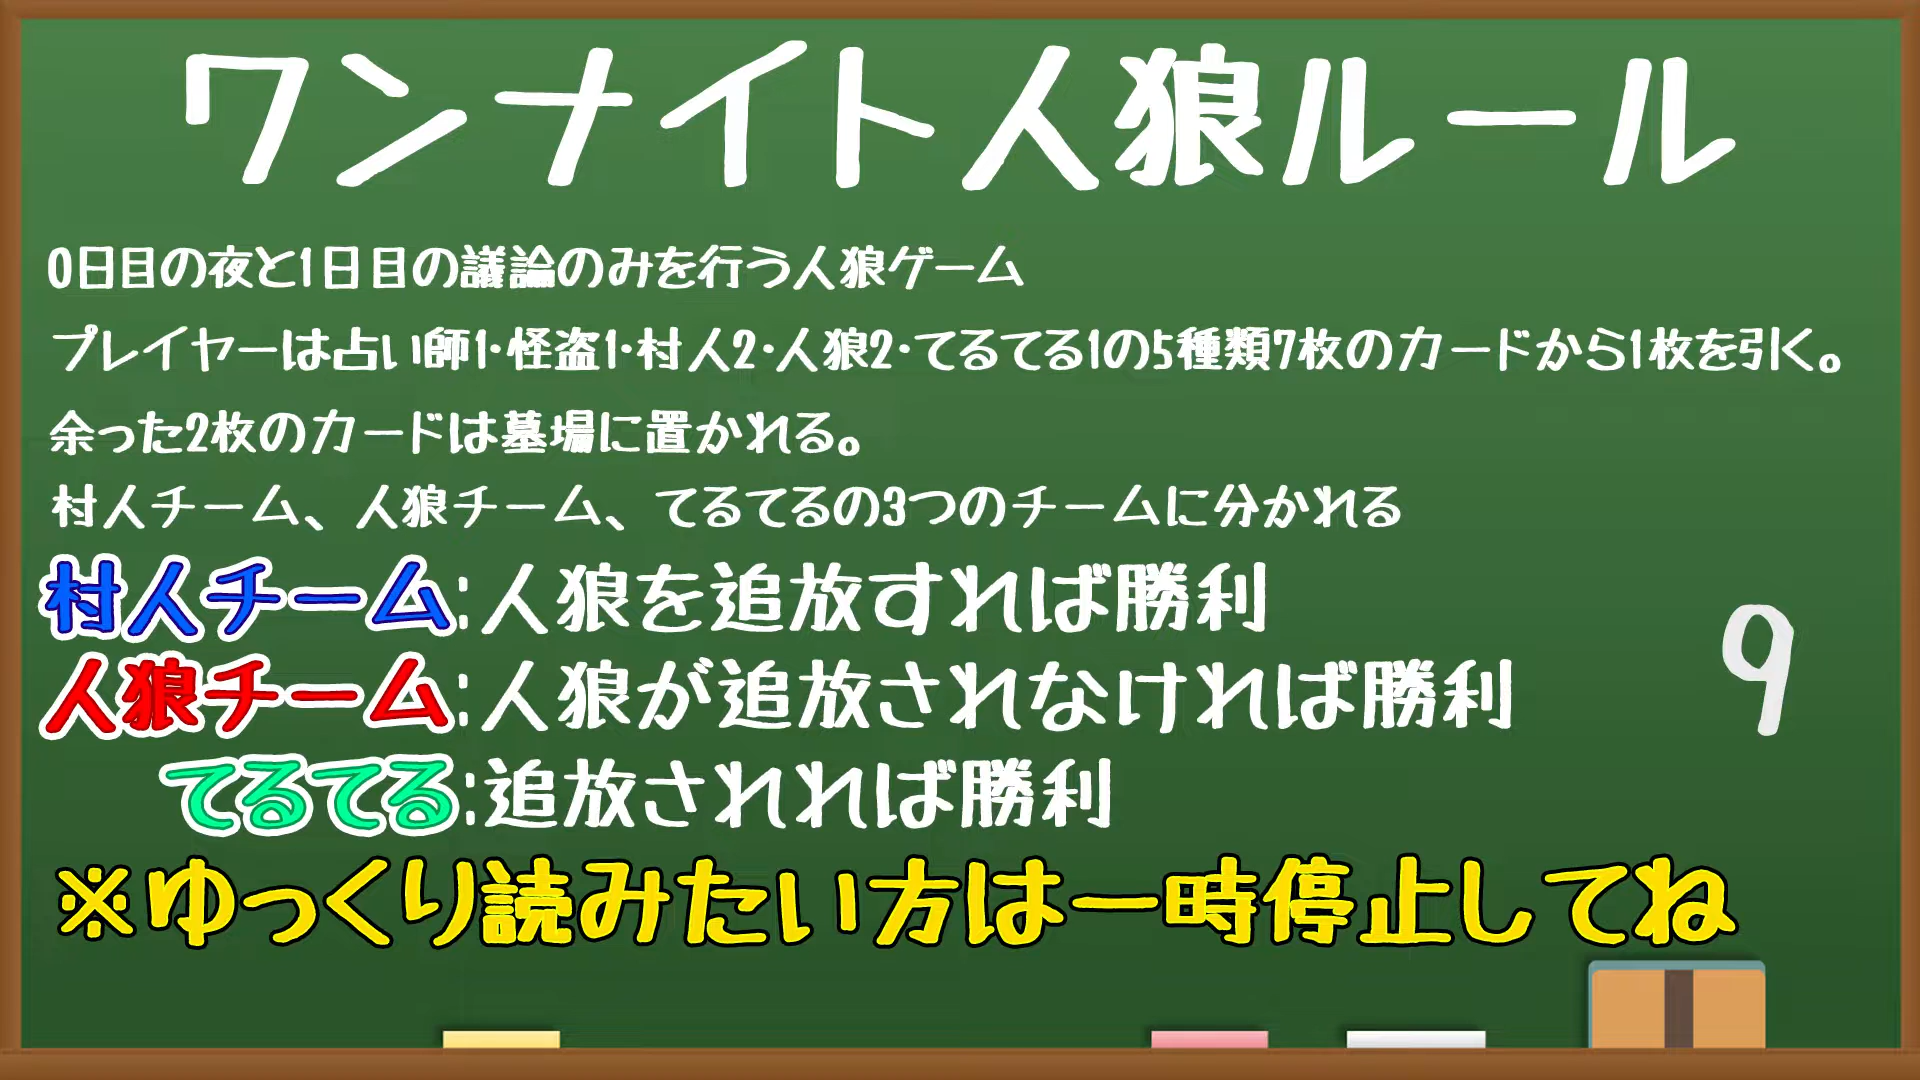 ワンナイト人狼ルール
0日目の夜と1日目の議論のみを行う人狼ゲーム
プレイヤーは占い師1・怪盗1・村人2・人狼2・てるてる1の5種類7枚のカードから1枚を引く。
余った2枚のカードは墓場に置かれる。
村人チーム、人狼チーム、てるてるの3つのチームに分かれる
村人チーム:人狼を追放すれば勝利
人狼チーム:人狼が追放されなければ勝利
9
てるてる:追放されれば勝利
※ゆっくり読みたい方は一時停止してね